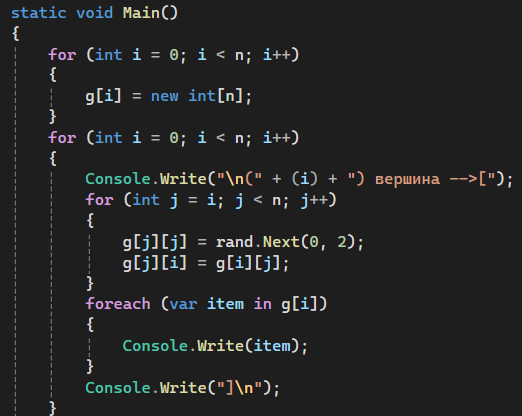 static void Main()
{
for (int i = 0; i < n; i++)
{
g[i] = new int[n];
}
for (int i = 0; i < n; i++)
{
Console.Write("\n(" + (i) + ") вершина -->[");
for (int j = i; j < n; j++)
{
g[j][j] = rand.Next(0, 2);
g[j][i] = g[i][j];
}
foreach (var item in g[i])
{
Console.Write(item);
}
Console.Write("]\n");
}